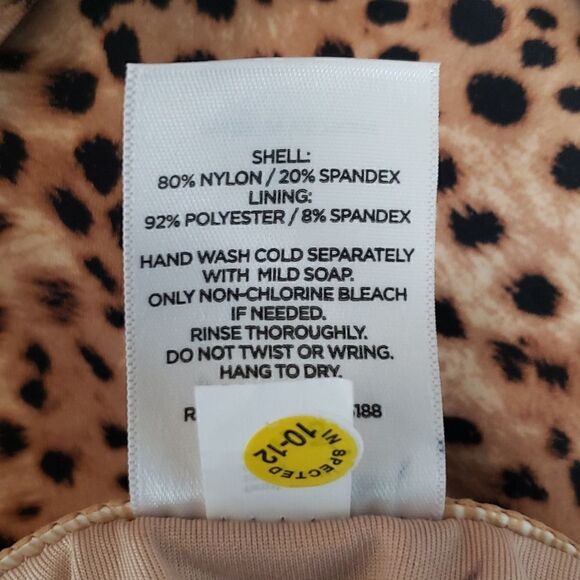 SHELL:
80% NYLON / 20% SPANDEX
LINING:
92% POLYESTER / 8% SPANDEX
HAND WASH COLD SEPARATELY
WITH MILD SOAP.
ONLY NON-CHLORINE BLEACH
IF NEEDED.
RINSE THOROUGHLY.
DO NOT TWIST OR WRING.
HANG TO DRY.
10-12